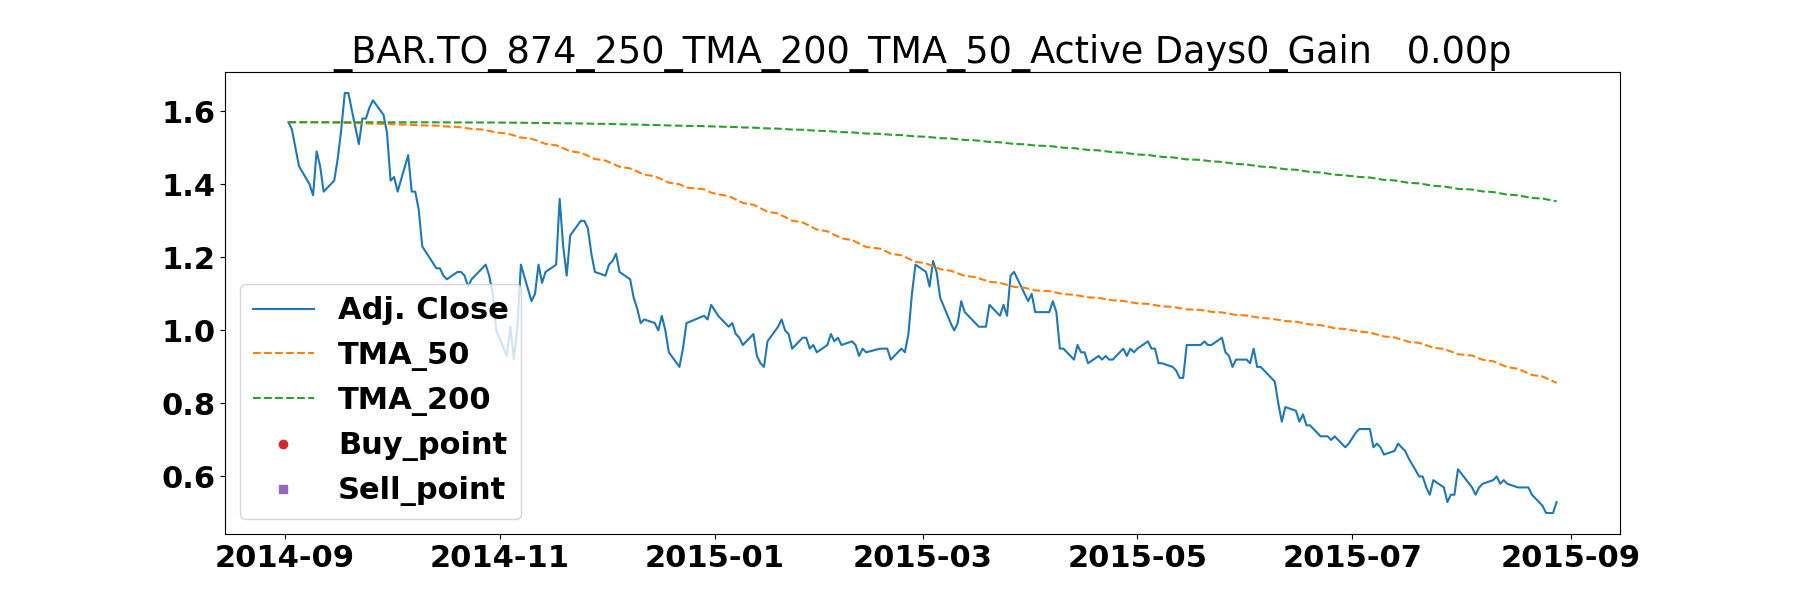 _BAR.TO_874_250_TMA_200_TMA_50_Active Days0_Gain   0.00p
1.6
1.4
1.2
1.0
0.8
0.6
Adj. Close
TMA_50
TMA_200
Buy_point
Sell_point
2014-09 2014-11 2015-01 2015-03 2015-05 2015-07 2015-09